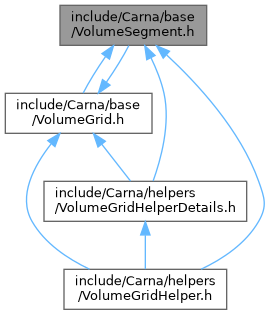 include/Carna/base
/VolumeSegment.h
include/Carna/base
/VolumeGrid.h
include/Carna/helpers
/VolumeGridHelperDetails.h
include/Carna/helpers
/VolumeGridHelper.h